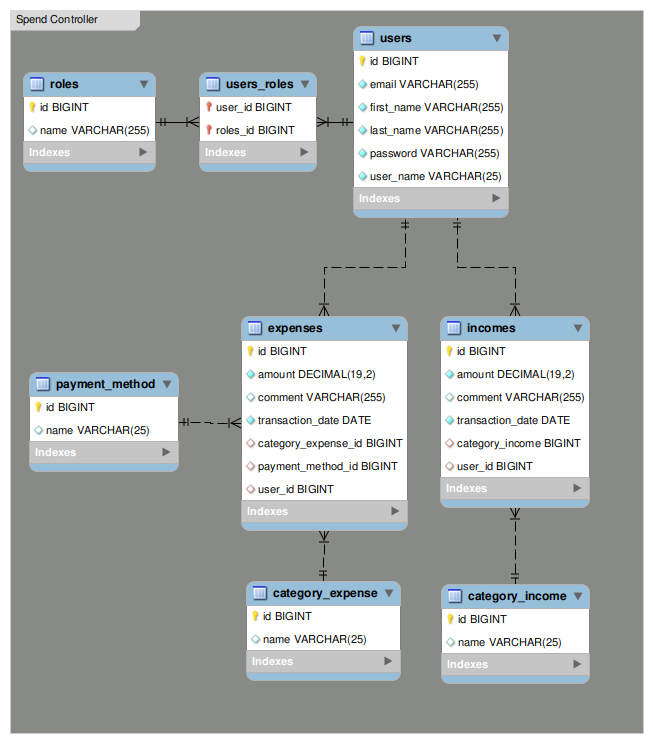 Spend Controller
users
id BIGINT
email VARCHAR(255)
first_name VARCHAR(255)
last_name VARCHAR(255)
password VARCHAR(255)
user_name VARCHAR(25)
Indexes
roles
id BIGINT
name VARCHAR(255)
Indexes
users_roles
user_id BIGINT
roles_id BIGINT
Indexes
expenses
id BIGINT
amount DECIMAL(19,2)
comment VARCHAR(255)
transaction_date DATE
category_expense_id BIGINT
payment_method_id BIGINT
user_id BIGINT
Indexes
incomes
id BIGINT
amount DECIMAL(19,2)
comment VARCHAR(255)
transaction_date DATE
category_income BIGINT
user_id BIGINT
Indexes
payment_method
id BIGINT
name VARCHAR(25)
Indexes
category_expense
id BIGINT
name VARCHAR(25)
Indexes
category_income
id BIGINT
name VARCHAR(25)
Indexes